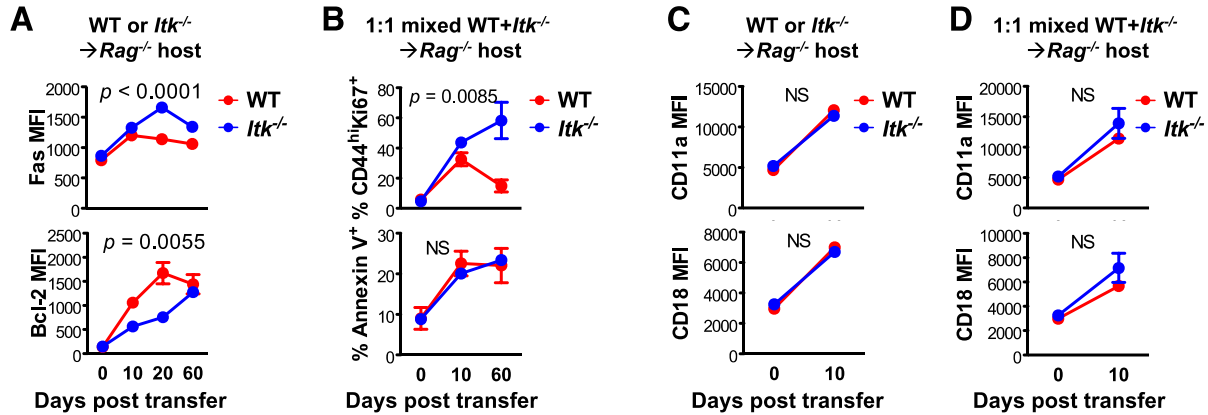 A
WT or Itk-/-
→Rag-/- host
Fas MFI
2000
1500
1000
500
0
p < 0.0001
WT
Itk-/-
Bcl-2 MFI
2500
2000
1500
1000
500
0
p = 0.0055
0 10 20 60
Days post transfer
B
1:1 mixed WT+Itk-/-
→Rag-/- host
% CD44hiKi67+
80
60
40
20
0
p = 0.0085
WT
Itk-/-
% Annexin V+
30
20
10
0
NS
0 10 60
Days post transfer
C
WT or Itk-/-
→Rag-/- host
CD11a MFI
15000
10000
5000
0
NS
WT
Itk-/-
CD18 MFI
8000
6000
4000
2000
0
NS
0 10
Days post transfer
D
1:1 mixed WT+Itk-/-
→Rag-/- host
CD11a MFI
20000
15000
10000
5000
0
NS
WT
Itk-/-
CD18 MFI
10000
8000
6000
4000
2000
0
NS
0 10
Days post transfer